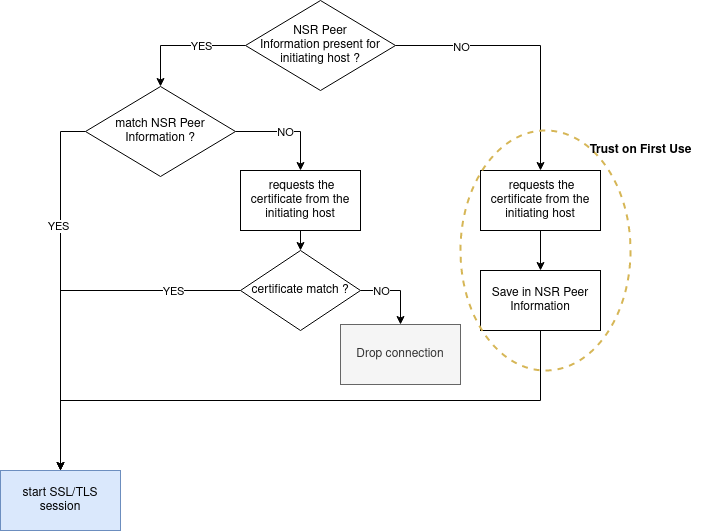 NSR Peer
Information present for
initiating host ?
YES
NO
match NSR Peer
Information ?
NO
Trust on First Use
requests the
certificate from the
initiating host
requests the
certificate from the
initiating host
YES
certificate match ?
YES
NO
Save in NSR Peer
Information
Drop connection
start SSL/TLS
session